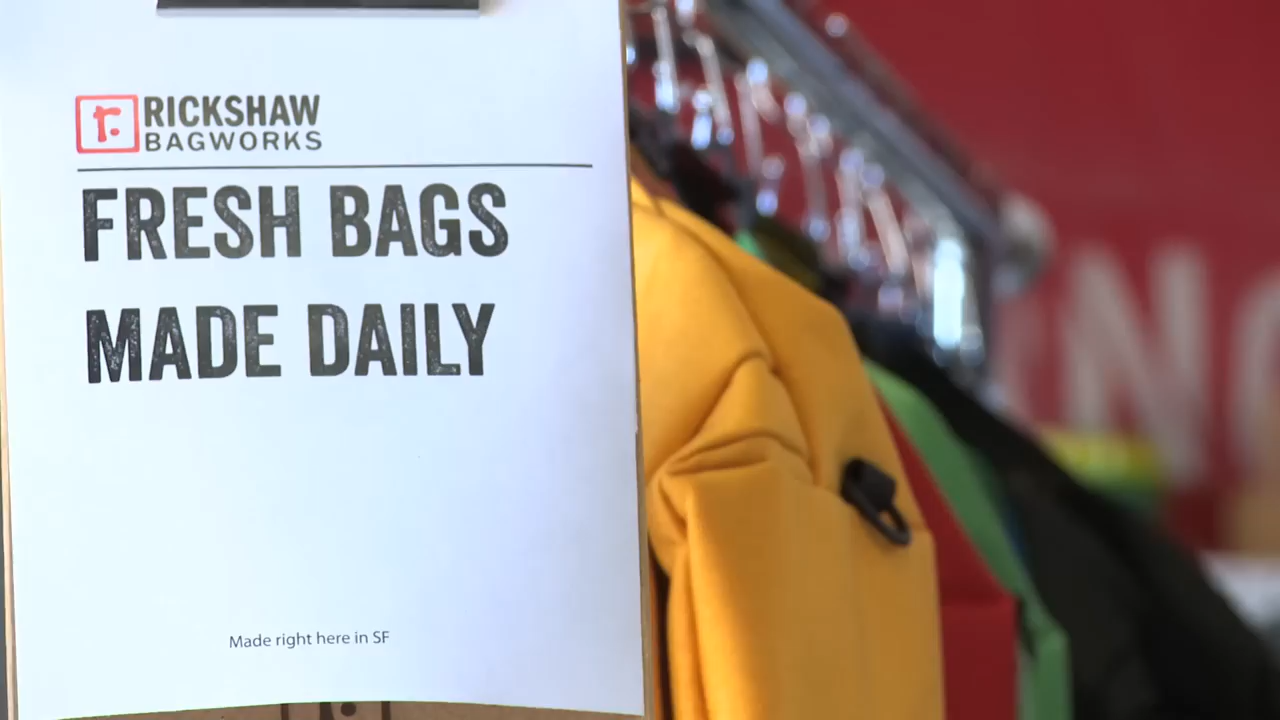 r.
RICKSHAW
BAGWORKS
FRESH BAGS
MADE DAILY
Made right here in SF